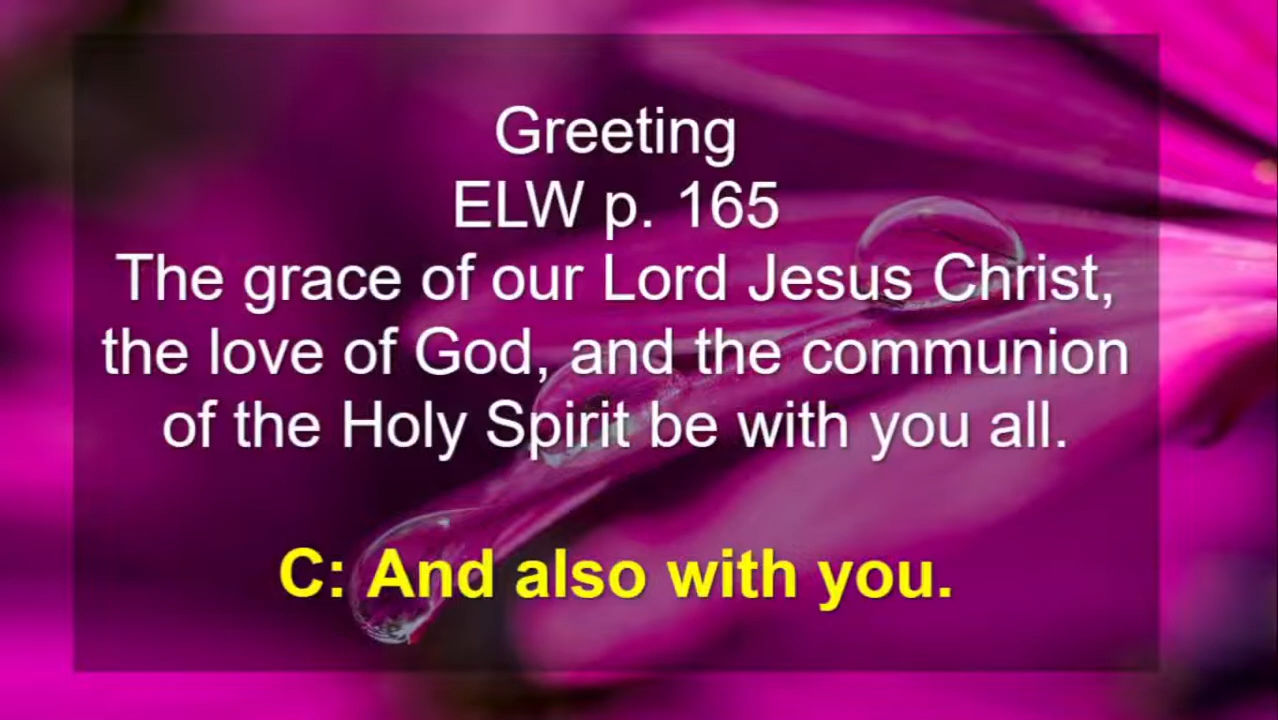 Greeting
ELW p. 165
The grace of our Lord Jesus Christ,
the love of God, and the communion
of the Holy Spirit be with you all.
C: And also with you.